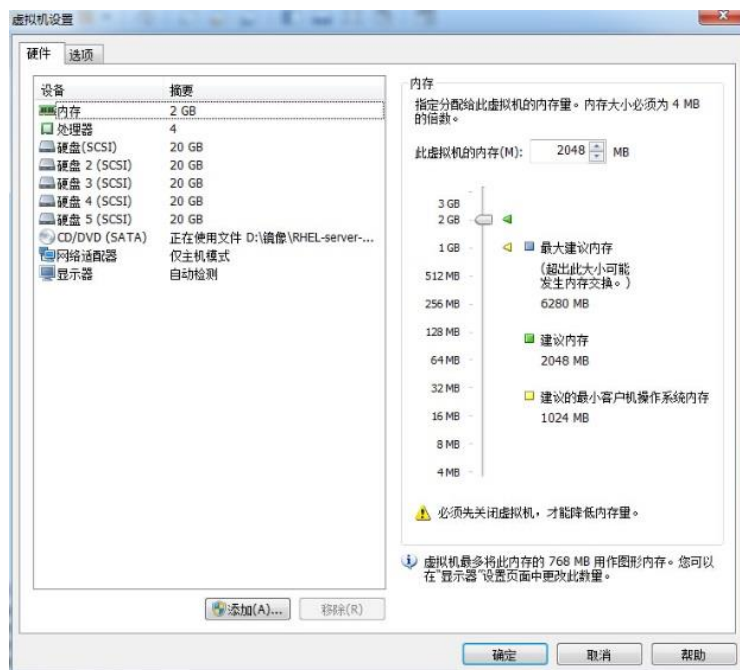 虚拟机设置
硬件 选项
设备 摘要
内存 2 GB
处理器 4
硬盘(SCSI) 20 GB
硬盘 2 (SCSI) 20 GB
硬盘 3 (SCSI) 20 GB
硬盘 4 (SCSI) 20 GB
硬盘 5 (SCSI) 20 GB
CD/DVD (SATA) 正在使用文件 D:\镜像\RHEL-server-...
网络适配器 仅主机模式
显示器 自动检测
添加(A)... 移除(R)
内存
指定分配给此虚拟机的内存量。内存大小必须为 4 MB
的倍数。
此虚拟机的内存(M): 2048 MB
3 GB
2 GB
1 GB
512 MB
256 MB
128 MB
64 MB
32 MB
16 MB
8 MB
4 MB
最大建议内存
(超出此大小可能
发生内存交换。)
6280 MB
建议内存
2048 MB
建议的最小客户机操作系统内存
1024 MB
必须先关闭虚拟机，才能降低内存量。
虚拟机最多将此内存的 768 MB 用作图形内存。您可以
在"显示器"设置页面中更改此数量。
确定 取消 帮助